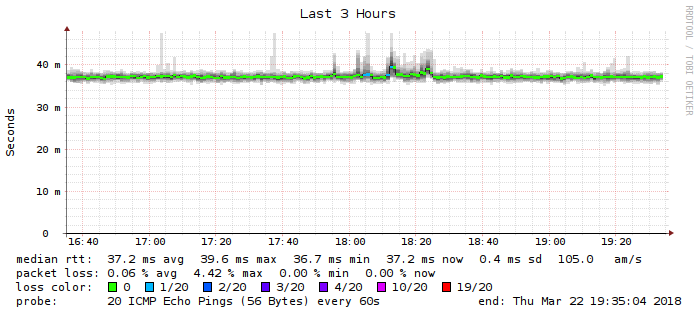 Last 3 Hours
RRDTOOL / TOBI OETIKER
Seconds
40 m
30 m
20 m
10 m
0
16:40 17:00 17:20 17:40 18:00 18:20 18:40 19:00 19:20
median rtt: 37.2 ms avg 39.6 ms max 36.7 ms min 37.2 ms now 0.4 ms sd 105.0 am/s
packet loss: 0.06 % avg 4.42 % max 0.00 % min 0.00 % now
loss color: 0 1/20 2/20 3/20 4/20 10/20 19/20
probe: 20 ICMP Echo Pings (56 Bytes) every 60s end: Thu Mar 22 19:35:04 2018